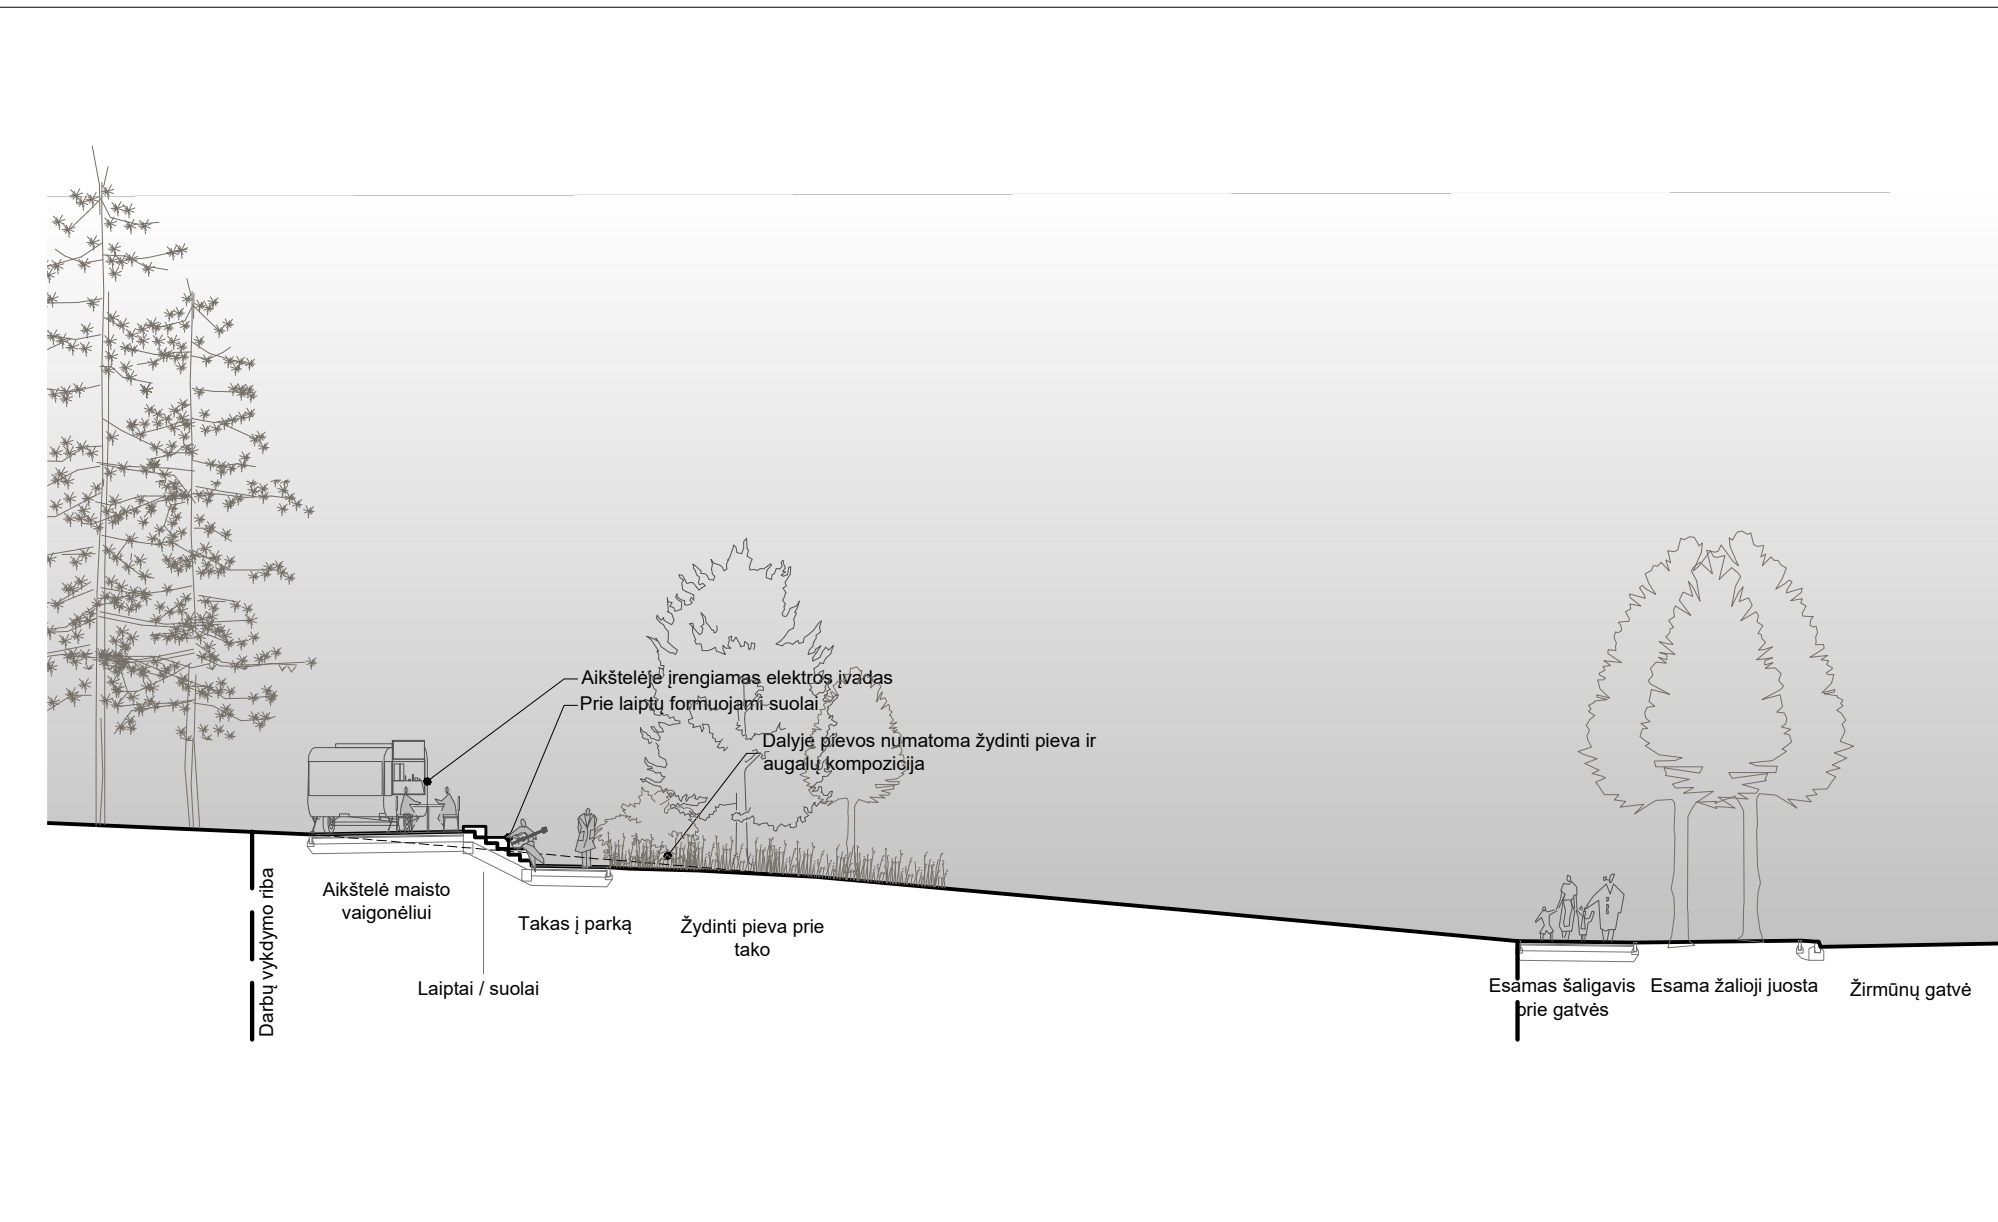 Aikštelėje įrengiamas elektros įvadas
Prie laiptų formuojami suolai
Dalyje pievos numatoma žydinti pieva ir
augalų kompozicija
Darbų vykdymo riba
Aikštelė maisto
vaigonėliui
Takas į parką
Žydinti pieva prie
tako
Laiptai / suolai
Esamas šaligavis
prie gatvės
Esama žalioji juosta
Žirmūnų gatvė